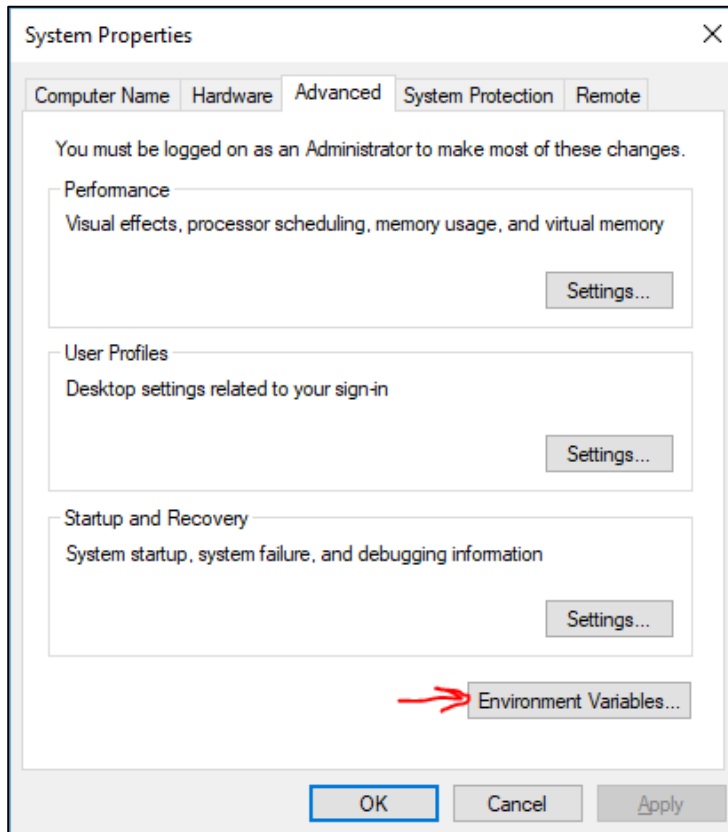 System Properties
Computer Name Hardware Advanced System Protection Remote
You must be logged on as an Administrator to make most of these changes.
Performance
Visual effects, processor scheduling, memory usage, and virtual memory
Settings...
User Profiles
Desktop settings related to your sign-in
Settings...
Startup and Recovery
System startup, system failure, and debugging information
Settings...
Environment Variables...
OK Cancel Apply